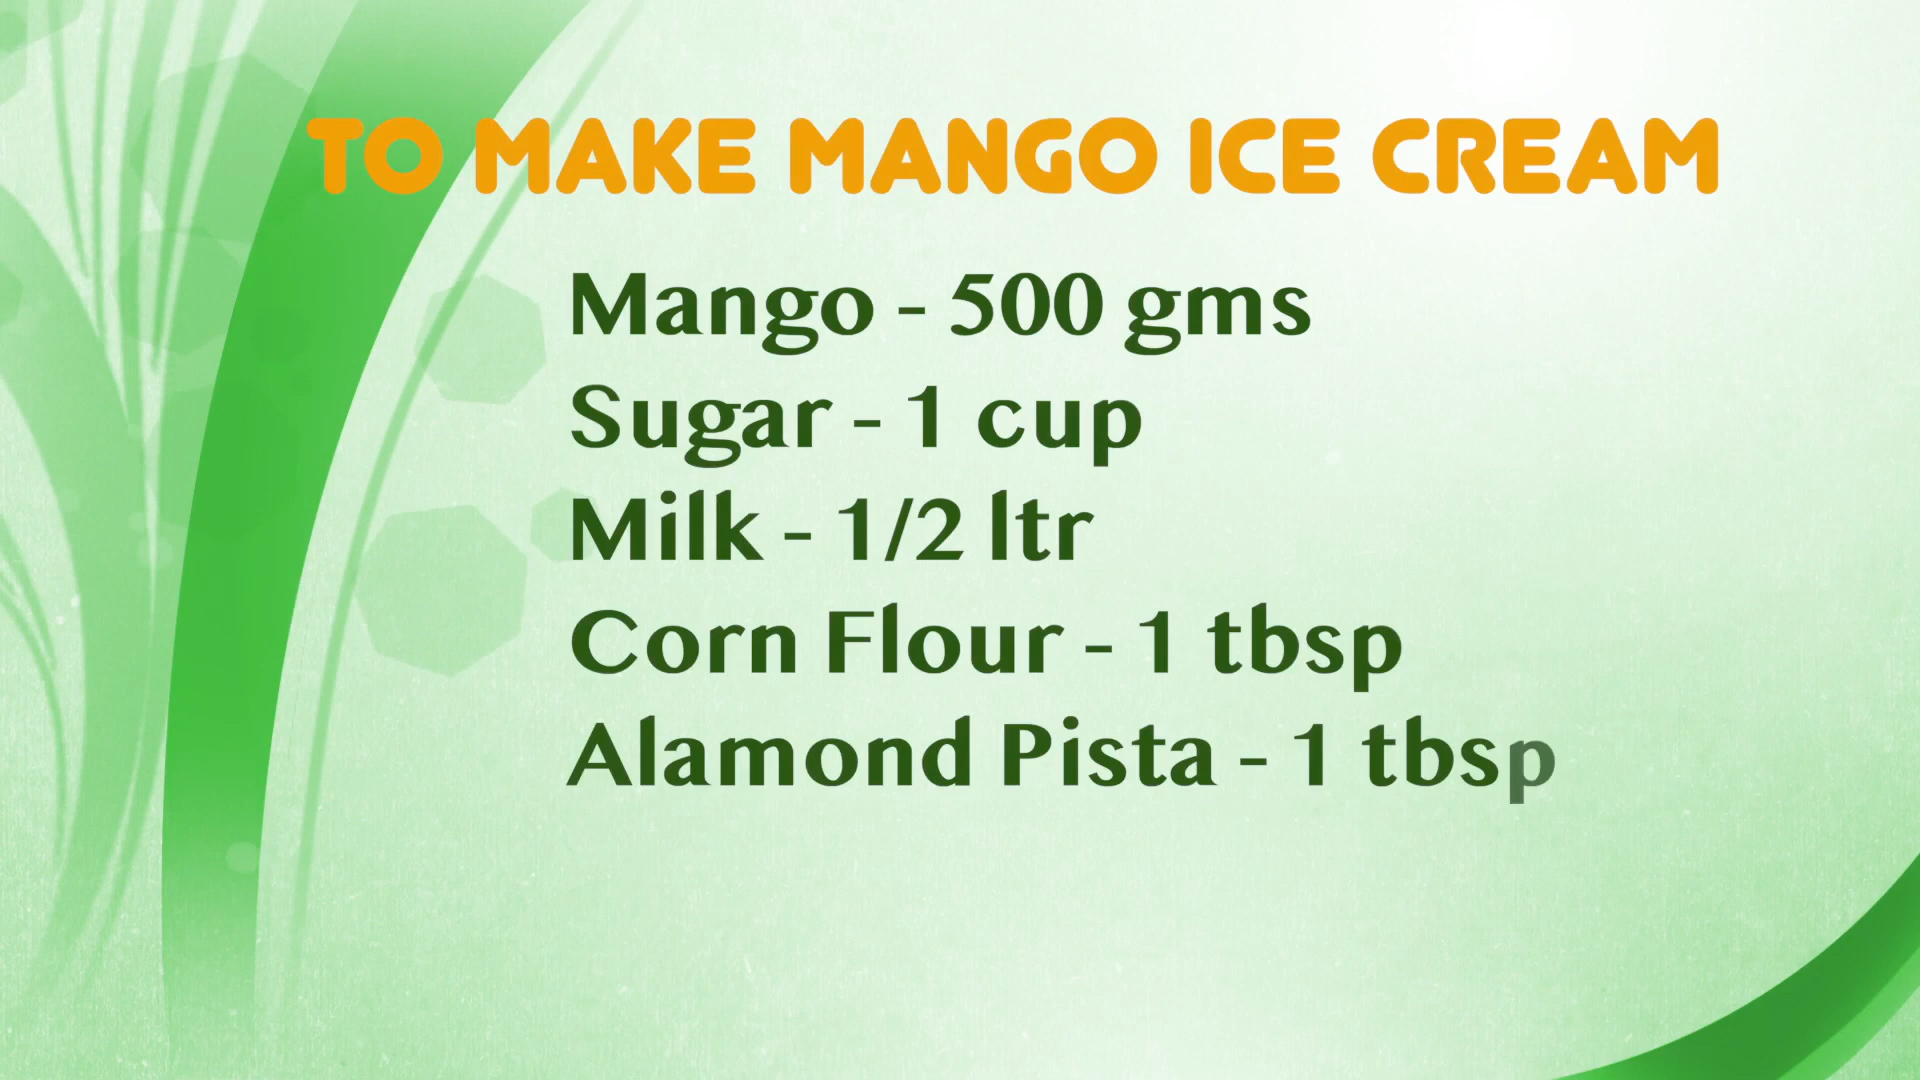 TO MAKE MANGO ICE CREAM
Mango - 500 gms
Sugar - 1 cup
Milk - 1/2 ltr
Corn Flour - 1 tbsp
Alamond Pista - 1 tbsp